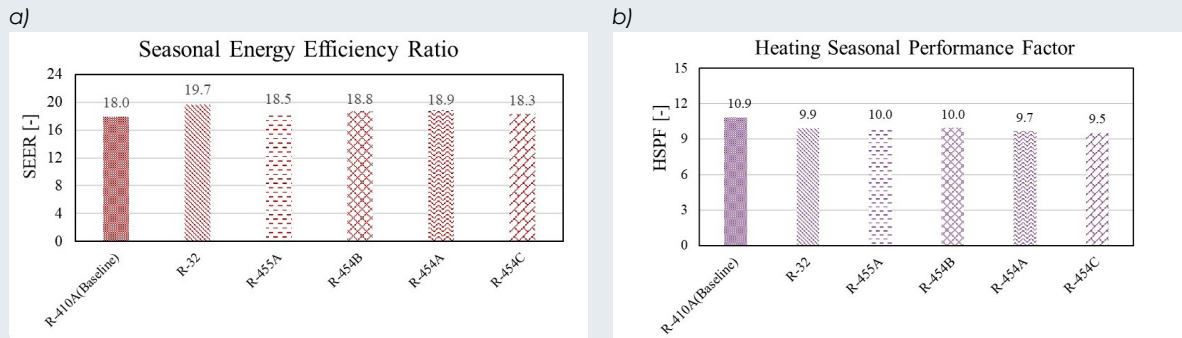 a)
Seasonal Energy Efficiency Ratio
SEER [-]
24
20
16
12
8
4
0
18.0
19.7
18.5
18.8
18.9
18.3
R-410A(Baseline)
R-32
R-455A
R-454B
R-454A
R-454C
b)
Heating Seasonal Performance Factor
HSPF [-]
15
12
9
6
3
0
10.9
9.9
10.0
10.0
9.7
9.5
R-410A(Baseline)
R-32
R-455A
R-454B
R-454A
R-454C